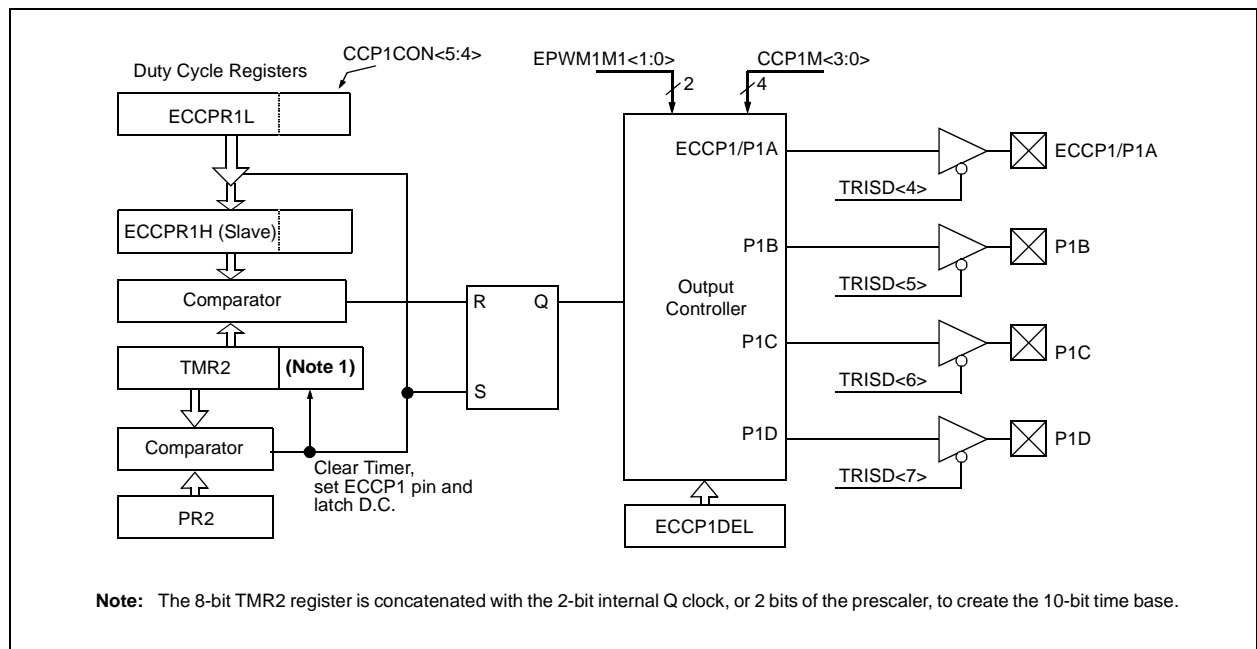 CCP1CON<5:4>
Duty Cycle Registers
ECCPR1L
ECCPR1H (Slave)
Comparator
TMR2
(Note 1)
Comparator
PR2
Clear Timer,
set ECCP1 pin and
latch D.C.
R
Q
S
EPWM1M1<1:0>
2
CCP1M<3:0>
4
ECCP1/P1A
P1B
Output
Controller
P1C
P1D
ECCP1DEL
TRISD<4>
ECCP1/P1A
TRISD<5>
P1B
TRISD<6>
P1C
TRISD<7>
P1D
Note: The 8-bit TMR2 register is concatenated with the 2-bit internal Q clock, or 2 bits of the prescaler, to create the 10-bit time base.